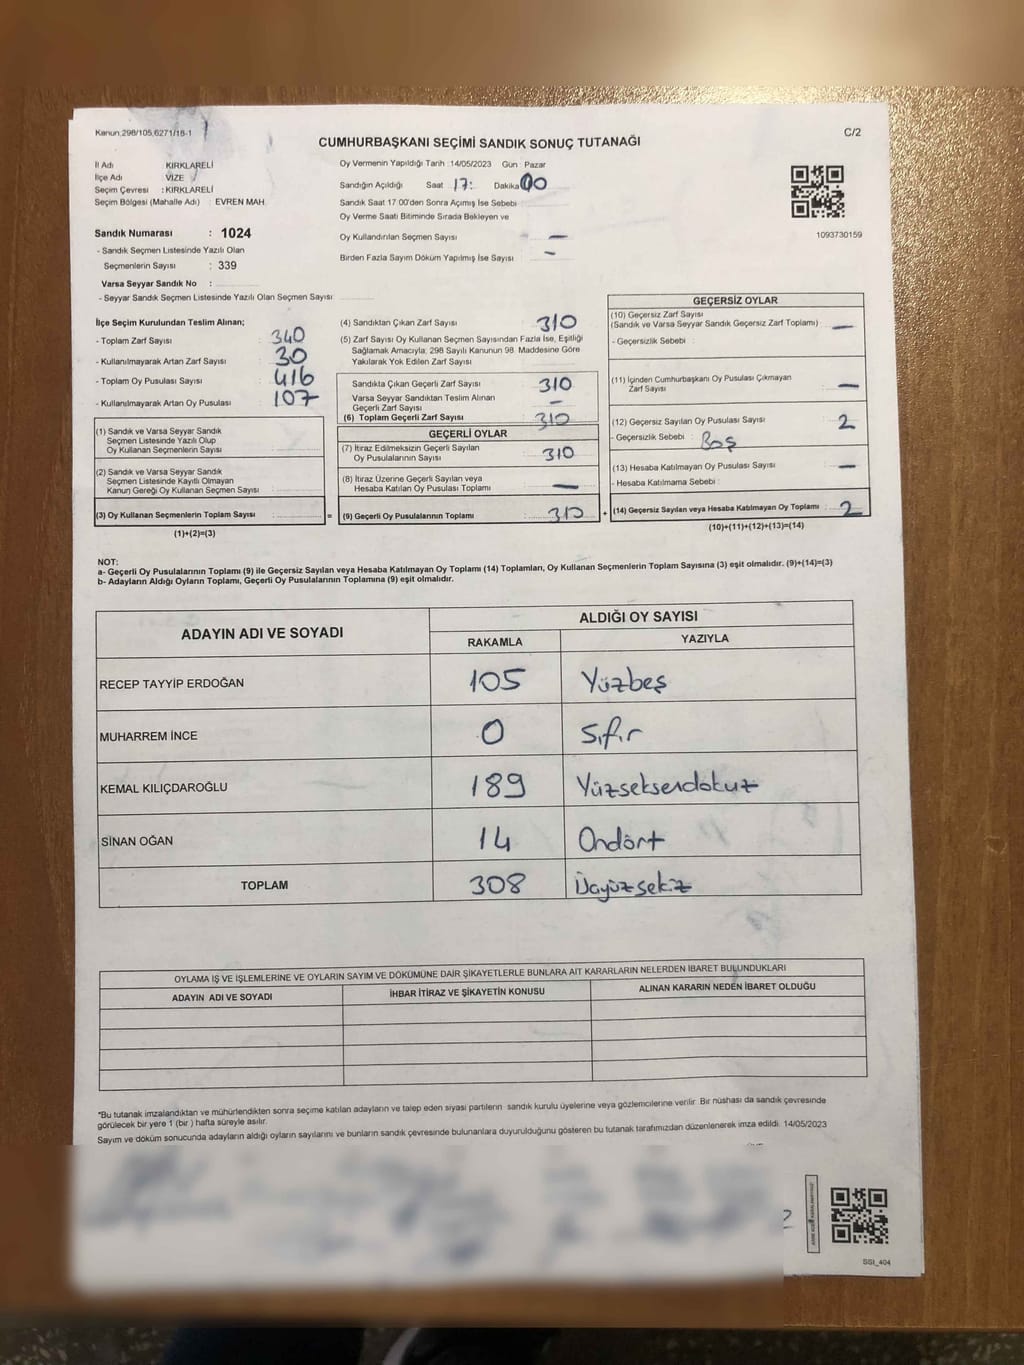 Kanun,298/105,6271/18-1
C/2
CUMHURBAŞKANI SEÇİMİ SANDIK SONUÇ TUTANAĞI
İl Adı KIRKLARELİ
İlçe Adı : VİZE
Seçim Çevresi : KIRKLARELİ
Seçim Bölgesi (Mahalle Adı) : EVREN MAH.
Oy Vermenin Yapıldığı Tarih :14/05/2023 Gün : Pazar
Sandığın Açıldığı Saat 17: Dakika 00
Sandık Saat 17:00'den Sonra Açılmış İse Sebebi :
Oy Verme Saati Bitiminde Sırada Bekleyen ve
Oy Kullandırılan Seçmen Sayısı : —
Birden Fazla Sayım Döküm Yapılmış İse Sayısı : —
1093730159
Sandık Numarası : 1024
- Sandık Seçmen Listesinde Yazılı Olan
Seçmenlerin Sayısı : 339
Varsa Seyyar Sandık No :
- Seyyar Sandık Seçmen Listesinde Yazılı Olan Seçmen Sayısı :
İlçe Seçim Kurulundan Teslim Alınan;
- Toplam Zarf Sayısı : 340
- Kullanılmayarak Artan Zarf Sayısı : 30
- Toplam Oy Pusulası Sayısı : 416
- Kullanılmayarak Artan Oy Pusulası : 107
(1) Sandık ve Varsa Seyyar Sandık
Seçmen Listesinde Yazılı Olup
Oy Kullanan Seçmenlerin Sayısı :
(2) Sandık ve Varsa Seyyar Sandık
Seçmen Listesinde Kayıtlı Olmayan
Kanun Gereği Oy Kullanan Seçmen Sayısı :
(3) Oy Kullanan Seçmenlerin Toplam Sayısı :
(1)+(2)=(3)
(4) Sandıktan Çıkan Zarf Sayısı : 310
(5) Zarf Sayısı Oy Kullanan Seçmen Sayısından Fazla İse, Eşitliği
Sağlamak Amacıyla; 298 Sayılı Kanunun 98. Maddesine Göre
Yakılarak Yok Edilen Zarf Sayısı :
Sandıkta Çıkan Geçerli Zarf Sayısı : 310
Varsa Seyyar Sandıktan Teslim Alınan
Geçerli Zarf Sayısı : —
(6) Toplam Geçerli Zarf Sayısı : 310
GEÇERLİ OYLAR
(7) İtiraz Edilmeksizin Geçerli Sayılan
Oy Pusulalarının Sayısı : 310
(8) İtiraz Üzerine Geçerli Sayılan veya
Hesaba Katılan Oy Pusulası Toplamı : —
= (9) Geçerli Oy Pusulalarının Toplamı : 310
GEÇERSİZ OYLAR
(10) Geçersiz Zarf Sayısı
(Sandık ve Varsa Seyyar Sandık Geçersiz Zarf Toplamı) : —
- Geçersizlik Sebebi :
(11) İçinden Cumhurbaşkanı Oy Pusulası Çıkmayan
Zarf Sayısı : —
(12) Geçersiz Sayılan Oy Pusulası Sayısı : 2
- Geçersizlik Sebebi : Boş
(13) Hesaba Katılmayan Oy Pusulası Sayısı : —
- Hesaba Katılmama Sebebi :
+ (14) Geçersiz Sayılan veya Hesaba Katılmayan Oy Toplamı : 2
(10)+(11)+(12)+(13)=(14)
NOT:
a- Geçerli Oy Pusulalarının Toplamı (9) ile Geçersiz Sayılan veya Hesaba Katılmayan Oy Toplamı (14) Toplamları, Oy Kullanan Seçmenlerin Toplam Sayısına (3) eşit olmalıdır. (9)+(14)=(3)
b- Adayların Aldığı Oyların Toplamı, Geçerli Oy Pusulalarının Toplamına (9) eşit olmalıdır.
ADAYIN ADI VE SOYADI
ALDIĞI OY SAYISI
RAKAMLA YAZIYLA
RECEP TAYYİP ERDOĞAN 105 Yüzbeş
MUHARREM İNCE 0 Sıfır
KEMAL KILIÇDAROĞLU 189 Yüzseksendokuz
SİNAN OĞAN 14 Ondört
TOPLAM 308 Üçyüzsekiz
OYLAMA İŞ VE İŞLEMLERİNE VE OYLARIN SAYIM VE DÖKÜMÜNE DAİR ŞİKAYETLERLE BUNLARA AİT KARARLARIN NELERDEN İBARET BULUNDUKLARI
ADAYIN ADI VE SOYADI İHBAR İTİRAZ VE ŞİKAYETİN KONUSU ALINAN KARARIN NEDEN İBARET OLDUĞU
*Bu tutanak imzalandıktan ve mühürlendikten sonra seçime katılan adayların ve talep eden siyasi partilerin sandık kurulu üyelerine veya gözlemcilerine verilir. Bir nüshası da sandık çevresinde
görülecek bir yere 1 (bir) hafta süreyle asılır.
Sayım ve döküm sonucunda adayların aldığı oyların sayılarını ve bunların sandık çevresinde bulunanlara duyurulduğunu gösteren bu tutanak tarafımızdan düzenlenerek imza edildi. 14/05/2023
SSI_404